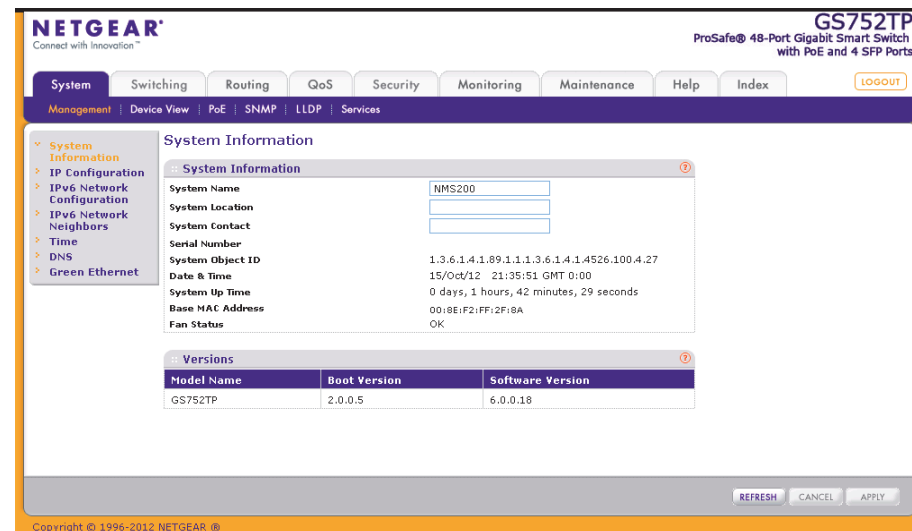 NETGEAR®
Connect with Innovation™
GS752TP
ProSafe® 48-Port Gigabit Smart Switch
with PoE and 4 SFP Ports
System Switching Routing QoS Security Monitoring Maintenance Help Index LOGOUT
Management Device View PoE SNMP LLDP Services
System
Information
IP Configuration
IPv6 Network
Configuration
IPv6 Network
Neighbors
Time
DNS
Green Ethernet
System Information
System Information
System Name NMS200
System Location
System Contact
Serial Number
System Object ID 1.3.6.1.4.1.89.1.1.1.3.6.1.4.1.4526.100.4.27
Date & Time 15/Oct/12 21:35:51 GMT 0:00
System Up Time 0 days, 1 hours, 42 minutes, 29 seconds
Base MAC Address 00:8E:F2:FF:2F:8A
Fan Status OK
Versions
Model Name Boot Version Software Version
GS752TP 2.0.0.5 6.0.0.18
REFRESH CANCEL APPLY
Copyright © 1996-2012 NETGEAR ®